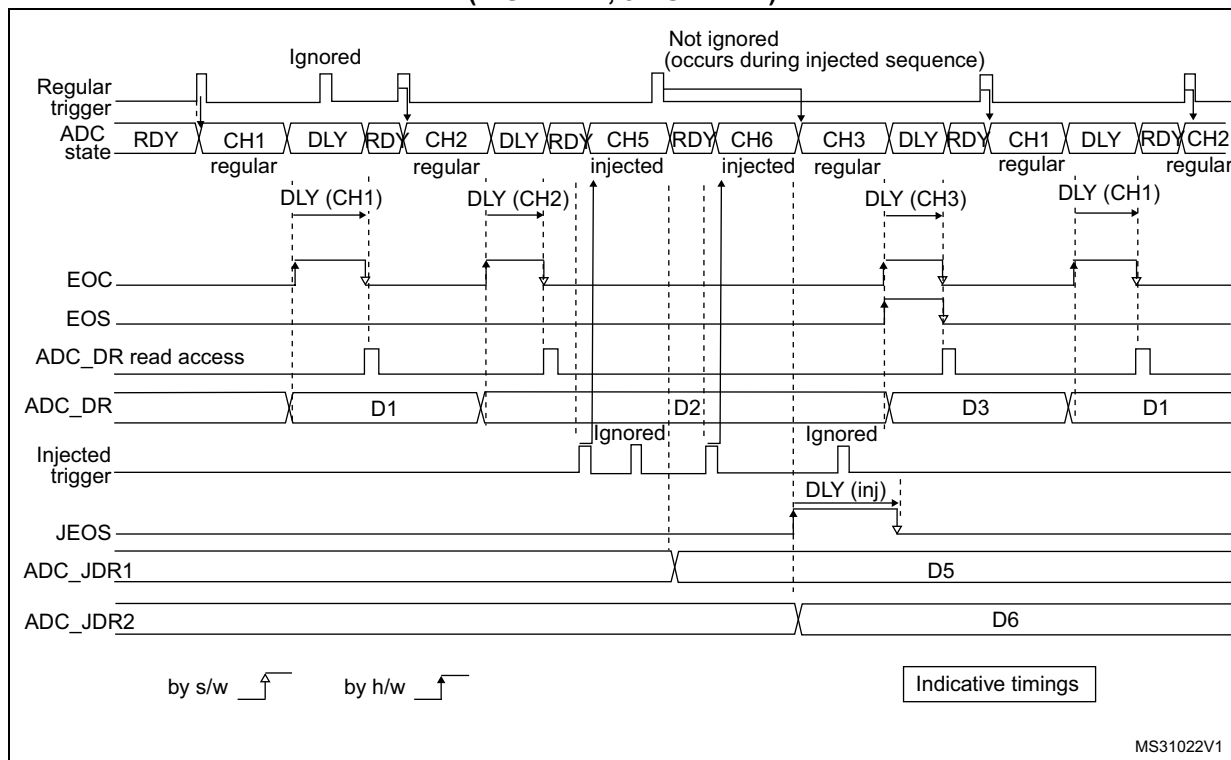 Ignored
Not ignored
(occurs during injected sequence)
Regular
trigger
ADC
state
RDY CH1 DLY RDY CH2 DLY RDY CH5 RDY CH6 CH3 DLY RDY CH1 DLY RDY CH2
regular regular injected injected regular regular regular
DLY (CH1) DLY (CH2) DLY (CH3) DLY (CH1)
EOC
EOS
ADC_DR read access
ADC_DR D1 D2 D3 D1
Ignored Ignored
Injected
trigger
DLY (inj)
JEOS
ADC_JDR1 D5
ADC_JDR2 D6
by s/w by h/w Indicative timings
MS31022V1